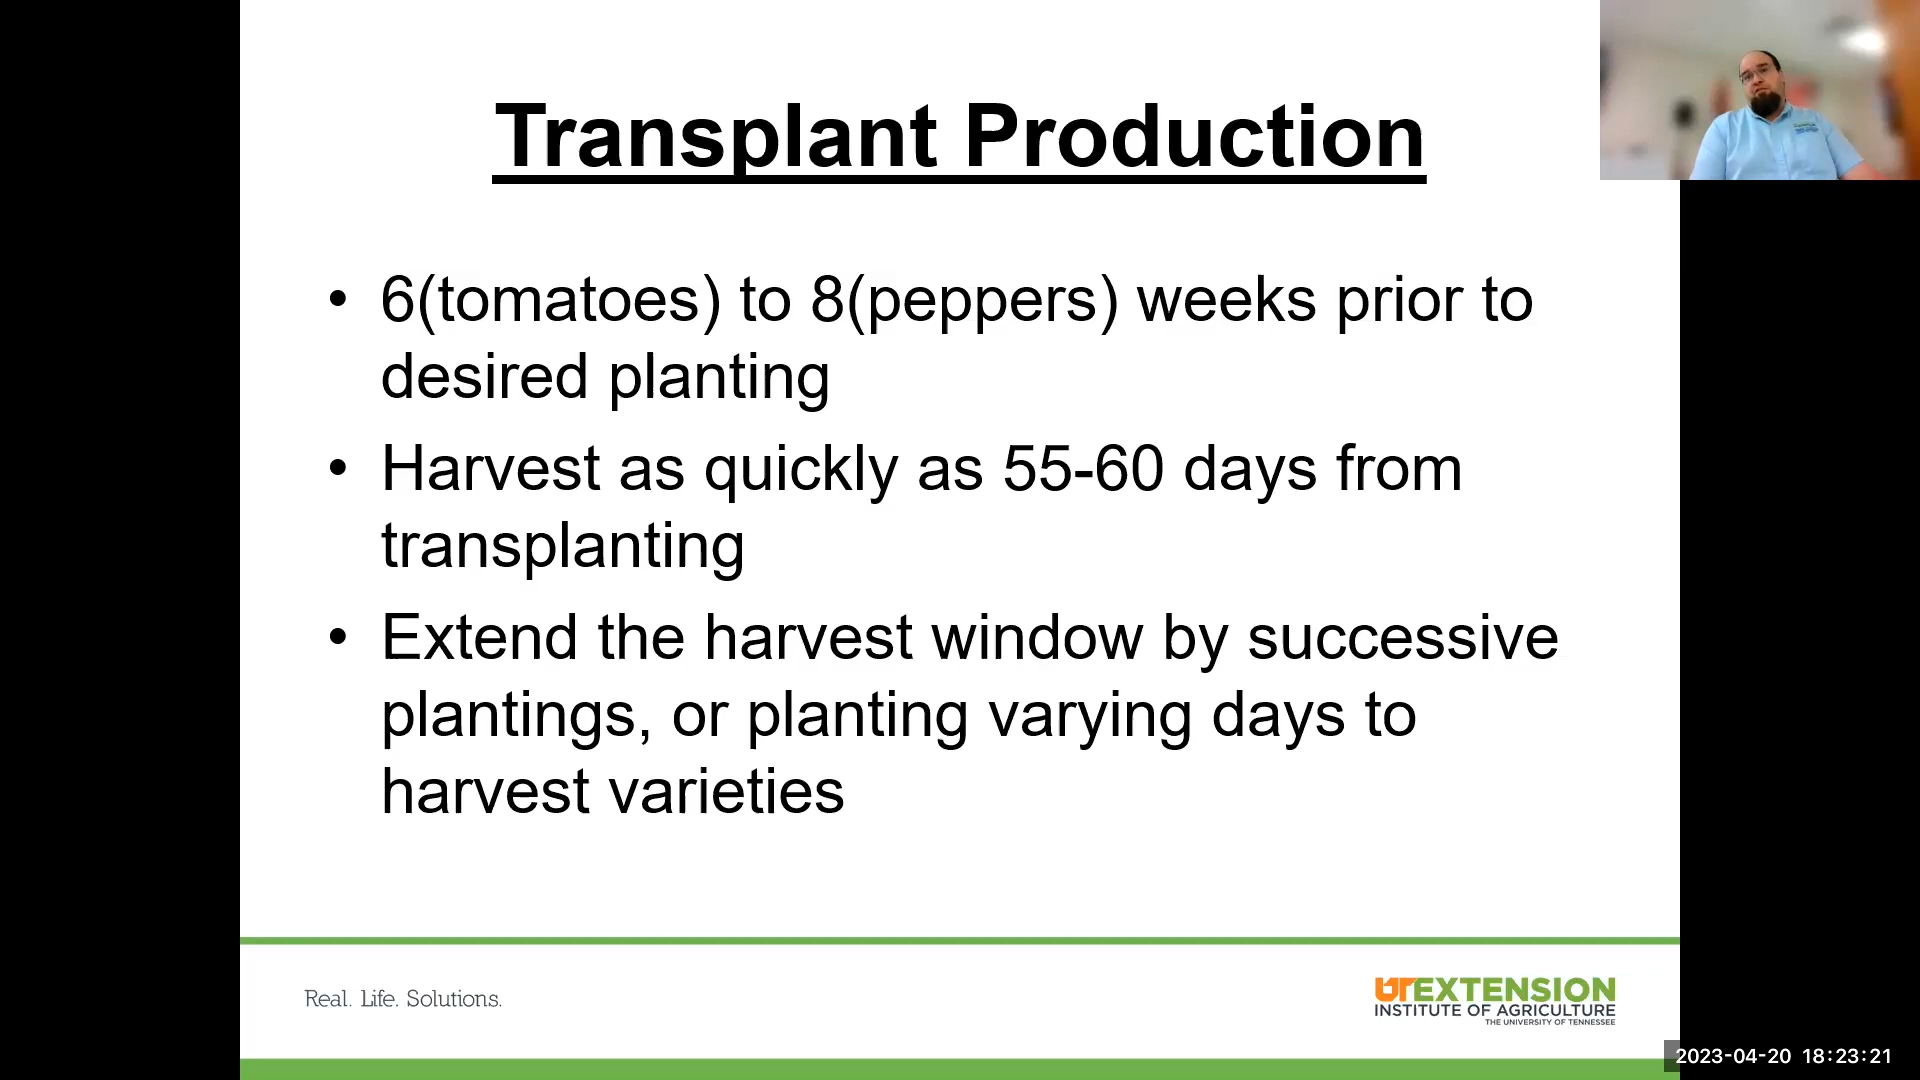 Transplant Production
• 6(tomatoes) to 8(peppers) weeks prior to
desired planting
• Harvest as quickly as 55-60 days from
transplanting
• Extend the harvest window by successive
plantings, or planting varying days to
harvest varieties
Real. Life. Solutions.
UTEXTENSION
INSTITUTE OF AGRICULTURE
THE UNIVERSITY OF TENNESSEE
2023-04-20 18:23:21